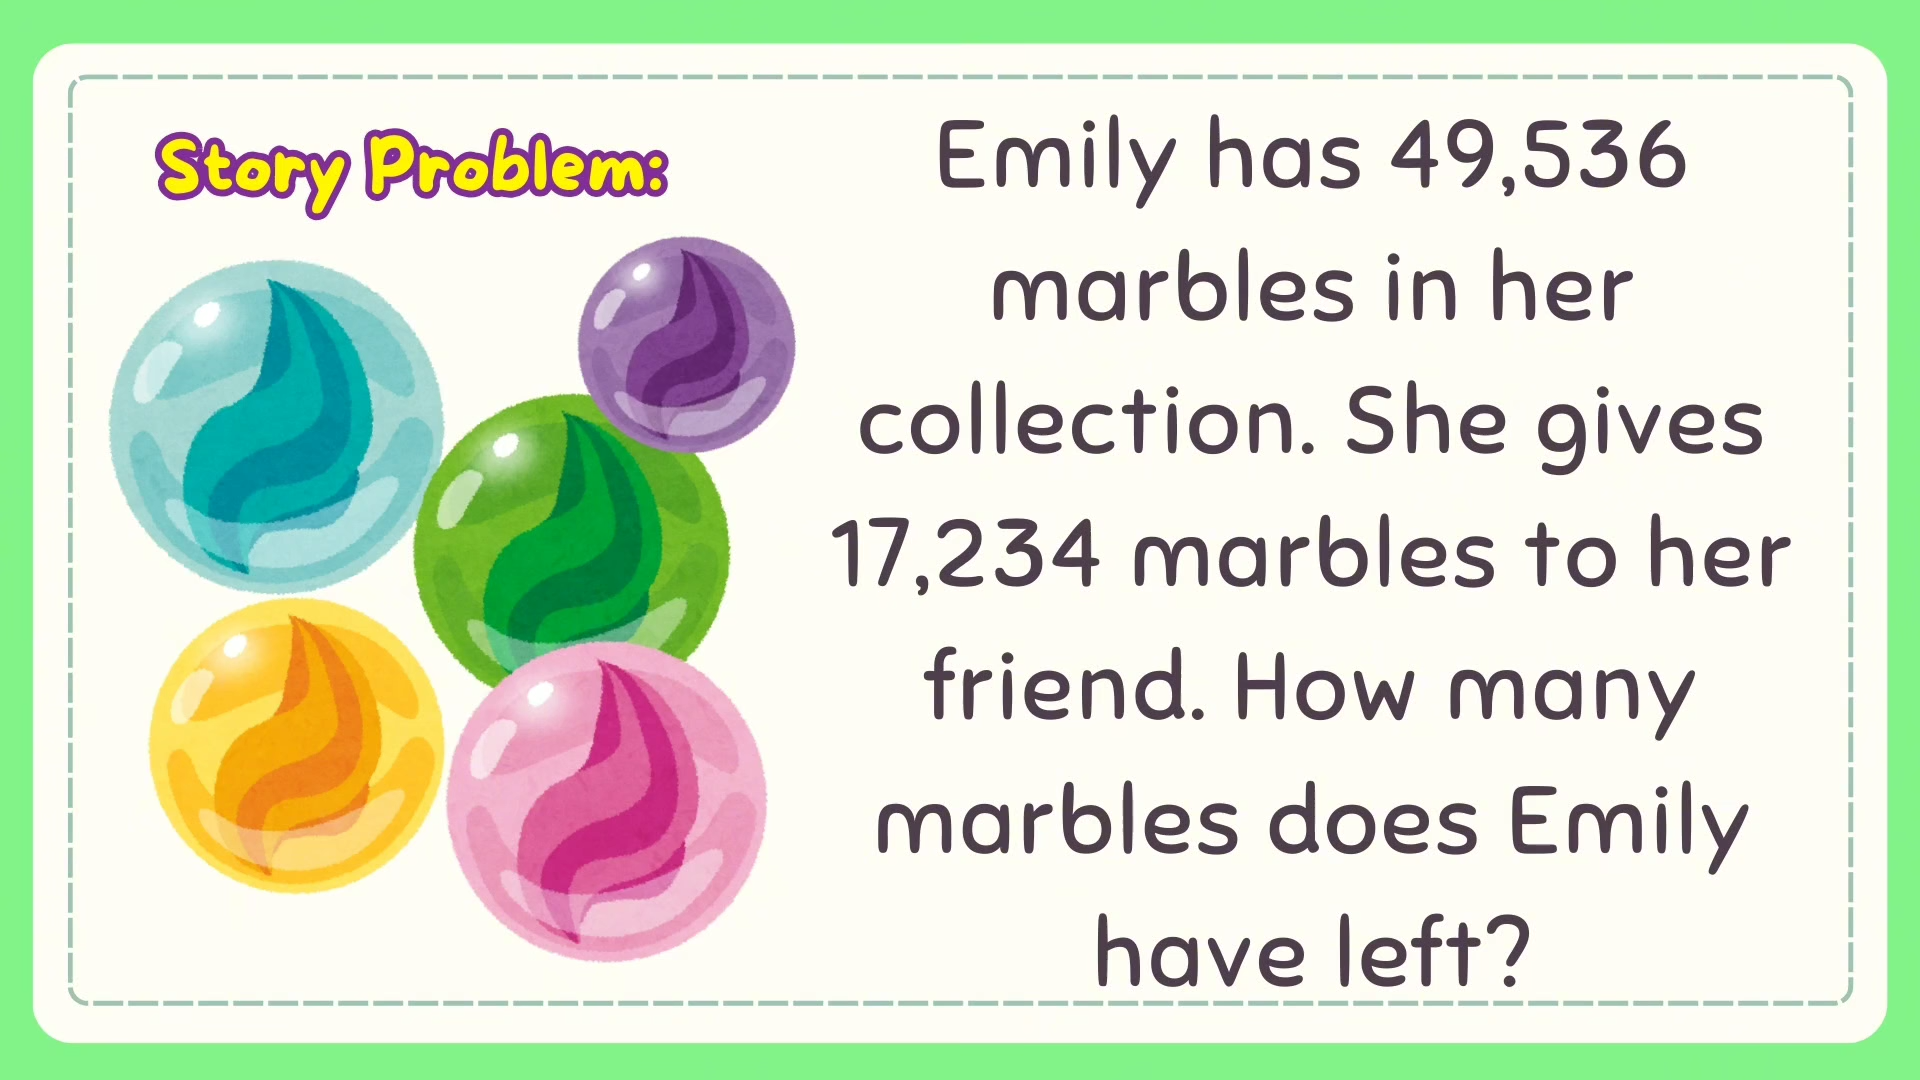 Story Problem:
Emily has 49,536
marbles in her
collection. She gives
17,234 marbles to her
friend. How many
marbles does Emily
have left?